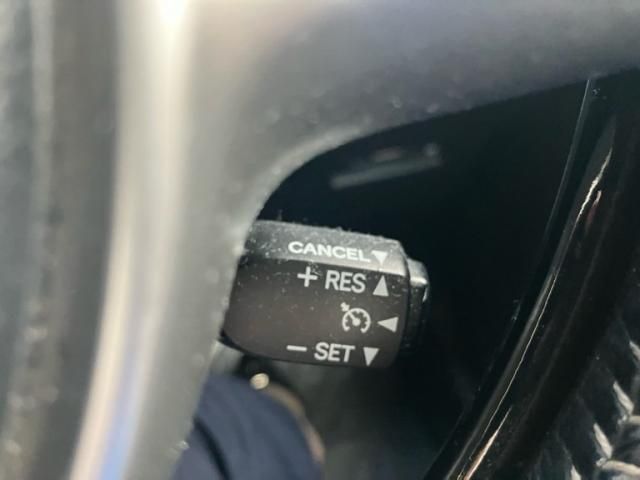 CANCEL ▼
+ RES ▲
◀
− SET ▼